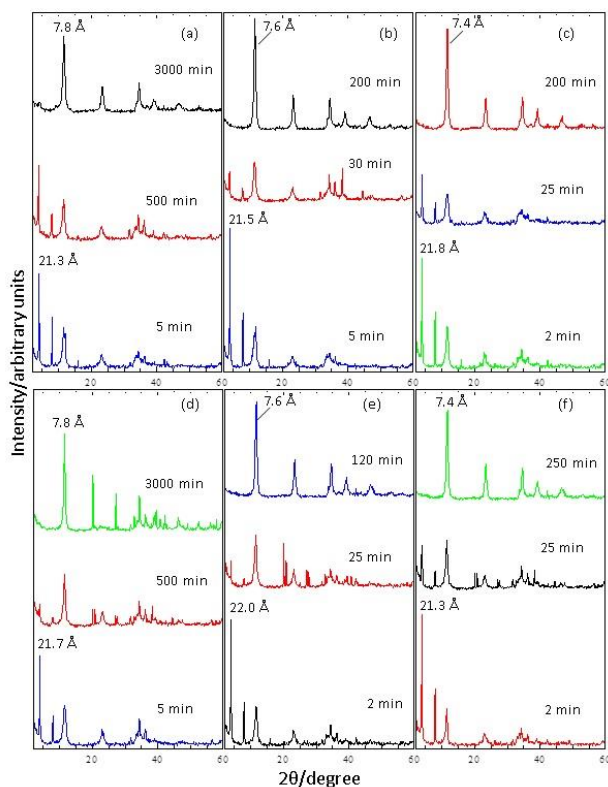 7.8 Å
(a)
3000 min
500 min
21.3 Å
5 min
7.6 Å
(b)
200 min
30 min
21.5 Å
5 min
7.4 Å
(c)
200 min
25 min
21.8 Å
2 min
20 40 60 20 40 60 20 40 60
Intensity/arbitrary units
7.8 Å
(d)
3000 min
500 min
21.7 Å
5 min
7.6 Å
(e)
120 min
25 min
22.0 Å
2 min
7.4 Å
(f)
250 min
25 min
21.3 Å
2 min
20 40 60 20 40 60 20 40 60
2θ/degree